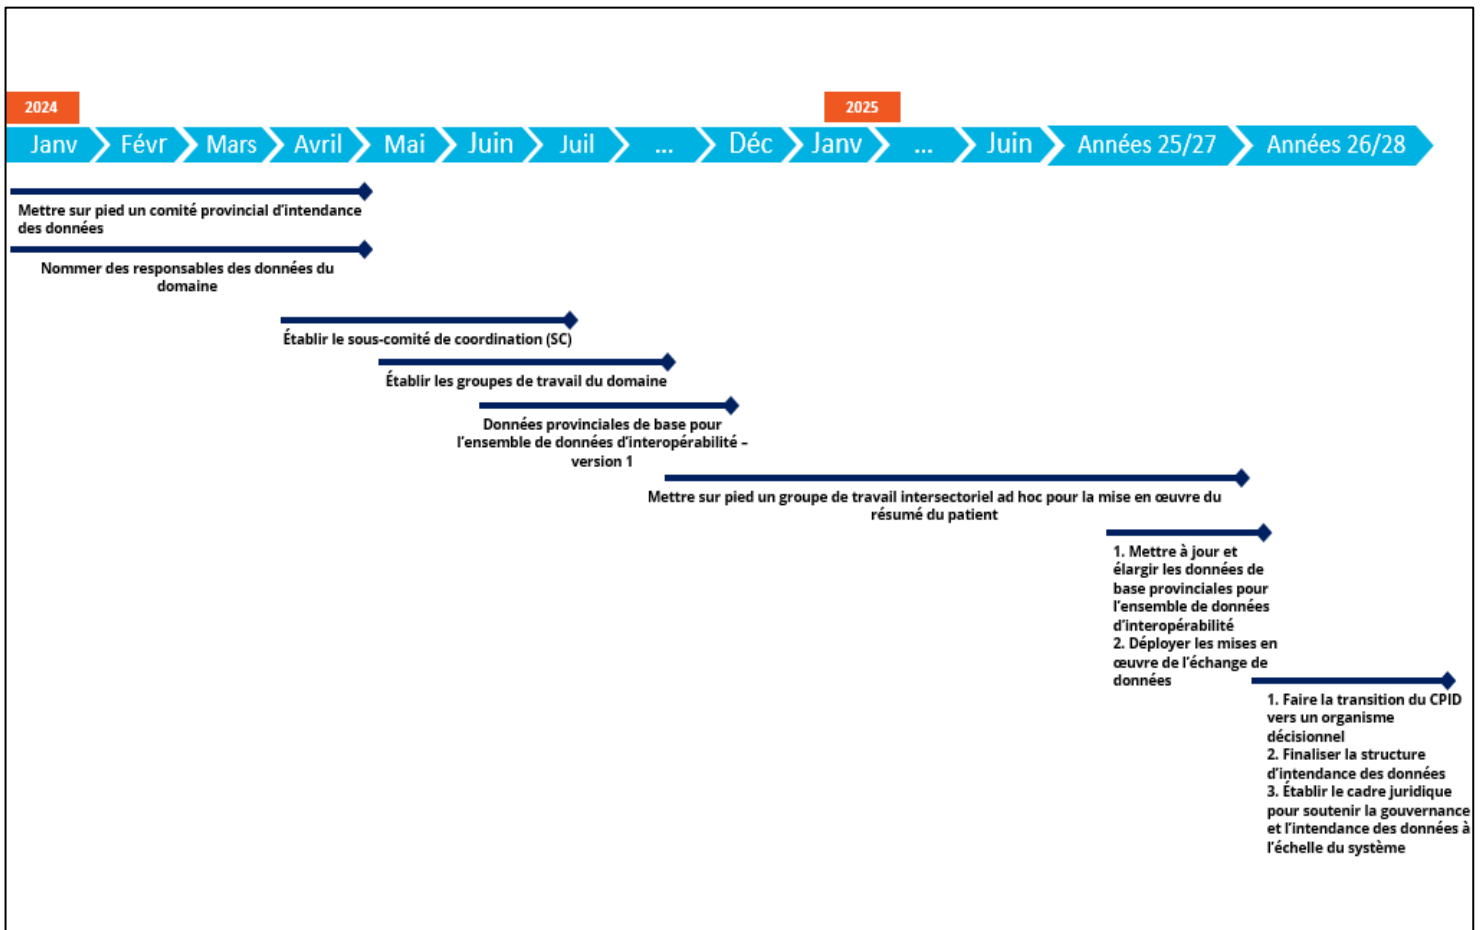 2024
2025
Janv
Févr
Mars
Avril
Mai
Juin
Juil
...
Déc
Janv
...
Juin
Années 25/27
Années 26/28
Mettre sur pied un comité provincial d'intendance
des données
Nommer des responsables des données du
domaine
Établir le sous-comité de coordination (SC)
Établir les groupes de travail du domaine
Données provinciales de base pour
l'ensemble de données d'interopérabilité –
version 1
Mettre sur pied un groupe de travail intersectoriel ad hoc pour la mise en œuvre du
résumé du patient
1. Mettre à jour et
élargir les données de
base provinciales pour
l'ensemble de données
d'interopérabilité
2. Déployer les mises en
œuvre de l'échange de
données
1. Faire la transition du CPID
vers un organisme
décisionnel
2. Finaliser la structure
d'intendance des données
3. Établir le cadre juridique
pour soutenir la gouvernance
et l'intendance des données à
l'échelle du système